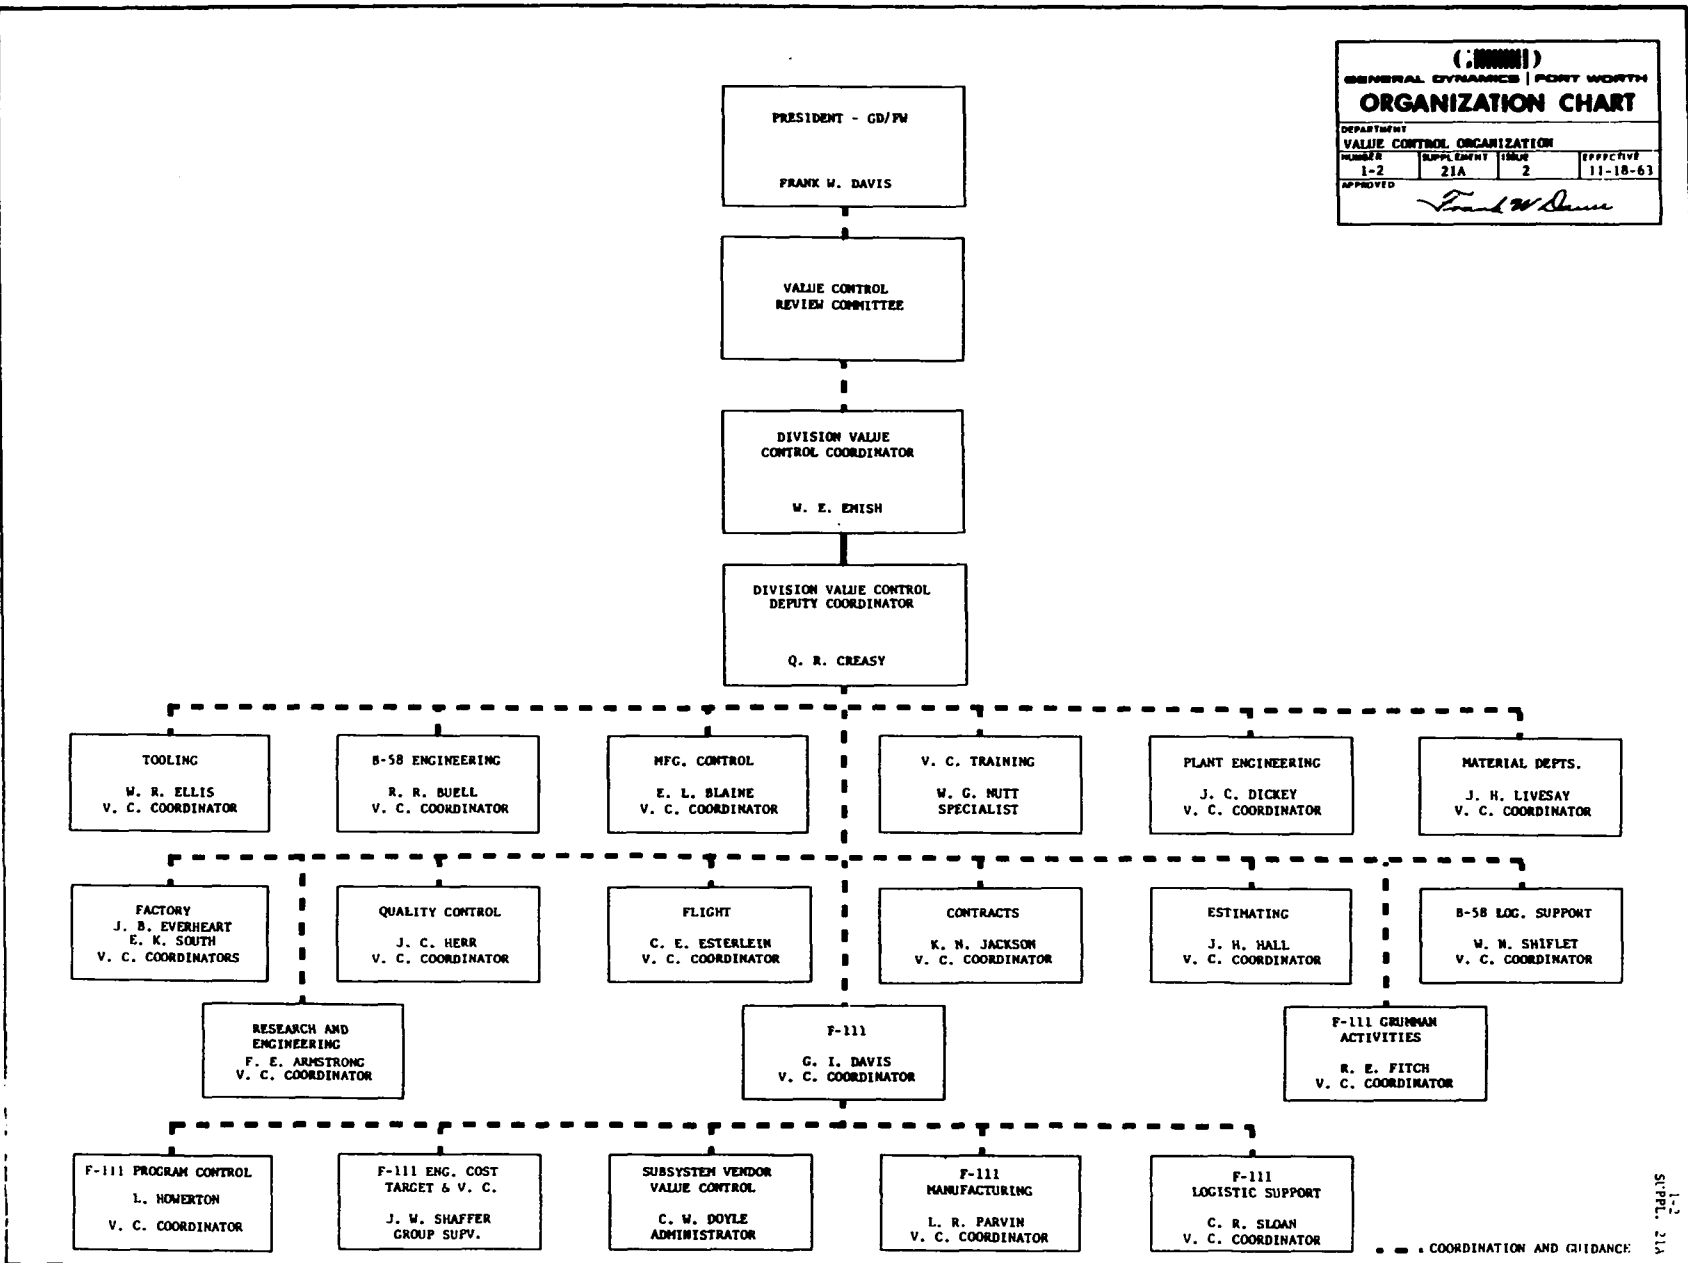 GENERAL DYNAMICS | FORT WORTH
ORGANIZATION CHART
DEPARTMENT
VALUE CONTROL ORGANIZATION
NUMBER SUPPLEMENT ISSUE EFFECTIVE
1-2 21A 2 11-18-63
APPROVED
Frank W Davis
PRESIDENT - GD/FW
FRANK W. DAVIS
VALUE CONTROL
REVIEW COMMITTEE
DIVISION VALUE
CONTROL COORDINATOR
W. E. EMISH
DIVISION VALUE CONTROL
DEPUTY COORDINATOR
Q. R. CREASY
TOOLING
W. R. ELLIS
V. C. COORDINATOR
B-58 ENGINEERING
R. R. BUELL
V. C. COORDINATOR
MFG. CONTROL
E. L. BLAINE
V. C. COORDINATOR
V. C. TRAINING
W. G. NUTT
SPECIALIST
PLANT ENGINEERING
J. C. DICKEY
V. C. COORDINATOR
MATERIAL DEPTS.
J. H. LIVESAY
V. C. COORDINATOR
FACTORY
J. B. EVERHEART
E. K. SOUTH
V. C. COORDINATORS
QUALITY CONTROL
J. C. HERR
V. C. COORDINATOR
FLIGHT
C. E. ESTERLEIN
V. C. COORDINATOR
CONTRACTS
K. N. JACKSON
V. C. COORDINATOR
ESTIMATING
J. H. HALL
V. C. COORDINATOR
B-58 LOG. SUPPORT
W. N. SHIFLET
V. C. COORDINATOR
RESEARCH AND
ENGINEERING
F. E. ARMSTRONG
V. C. COORDINATOR
F-111
G. I. DAVIS
V. C. COORDINATOR
F-111 GRUMMAN
ACTIVITIES
R. E. FITCH
V. C. COORDINATOR
F-111 PROGRAM CONTROL
L. HOWERTON
V. C. COORDINATOR
F-111 ENG. COST
TARGET & V. C.
J. W. SHAFFER
GROUP SUPV.
SUBSYSTEM VENDOR
VALUE CONTROL
C. W. DOYLE
ADMINISTRATOR
F-111
MANUFACTURING
L. R. PARVIN
V. C. COORDINATOR
F-111
LOGISTIC SUPPORT
C. R. SLOAN
V. C. COORDINATOR
COORDINATION AND GUIDANCE
1-2
SUPPL. 21A